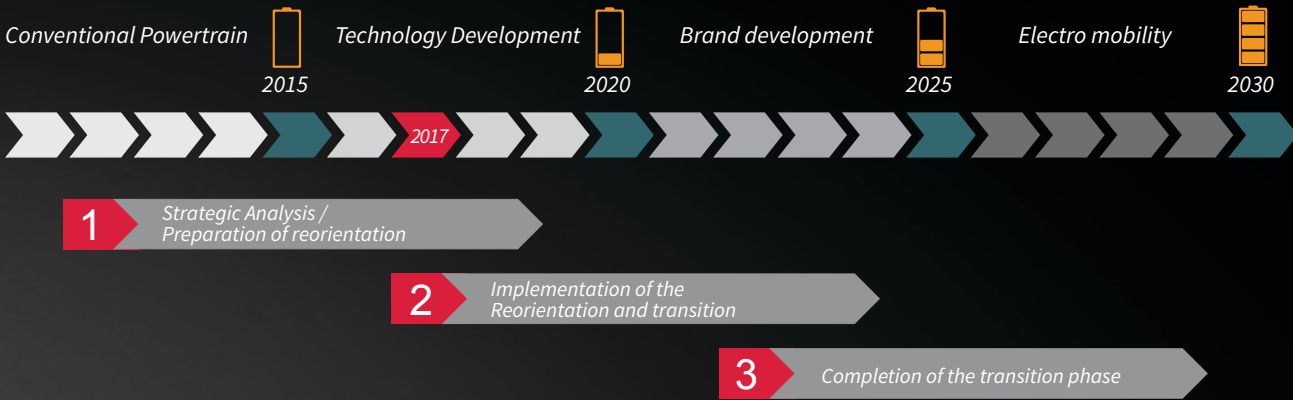 Conventional Powertrain
Technology Development
Brand development
Electro mobility
2015
2020
2025
2030
2017
1
Strategic Analysis /
Preparation of reorientation
2
Implementation of the
Reorientation and transition
3
Completion of the transition phase